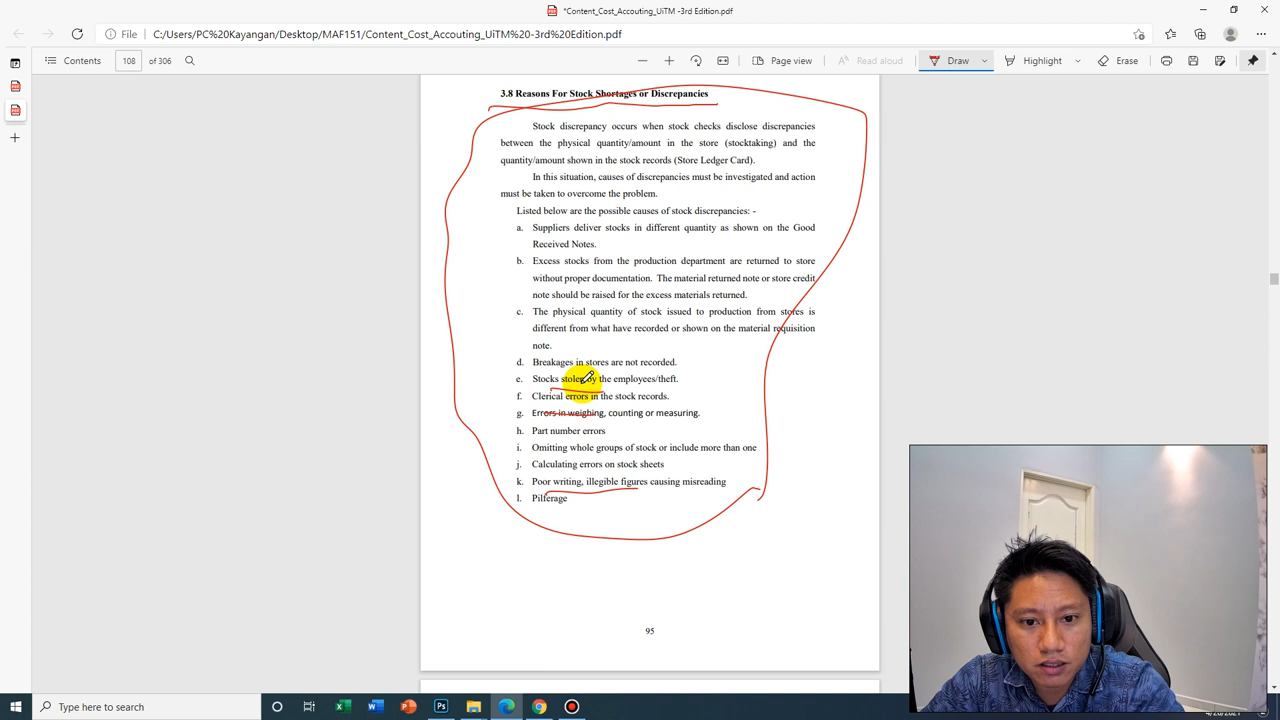 *Content_Cost_Accouting_UiTM -3rd Edition.pdf
File
C:/Users/PC%20Kayangan/Desktop/MAF151/Content_Cost_Accouting_UiTM%20-3rd%20Edition.pdf
Contents
108
of 306
Page view
Read aloud
Draw
Highlight
Erase
3.8 Reasons For Stock Shortages or Discrepancies
Stock discrepancy occurs when stock checks disclose discrepancies
between the physical quantity/amount in the store (stocktaking) and the
quantity/amount shown in the stock records (Store Ledger Card).
In this situation, causes of discrepancies must be investigated and action
must be taken to overcome the problem.
Listed below are the possible causes of stock discrepancies: -
a. Suppliers deliver stocks in different quantity as shown on the Good
Received Notes.
b. Excess stocks from the production department are returned to store
without proper documentation. The material returned note or store credit
note should be raised for the excess materials returned.
c. The physical quantity of stock issued to production from stores is
different from what have recorded or shown on the material requisition
note.
d. Breakages in stores are not recorded.
e. Stocks stolen by the employees/theft.
f. Clerical errors in the stock records.
g. Errors in weighing, counting or measuring.
h. Part number errors
i. Omitting whole groups of stock or include more than one
j. Calculating errors on stock sheets
k. Poor writing, illegible figures causing misreading
l. Pilferage
95
Type here to search